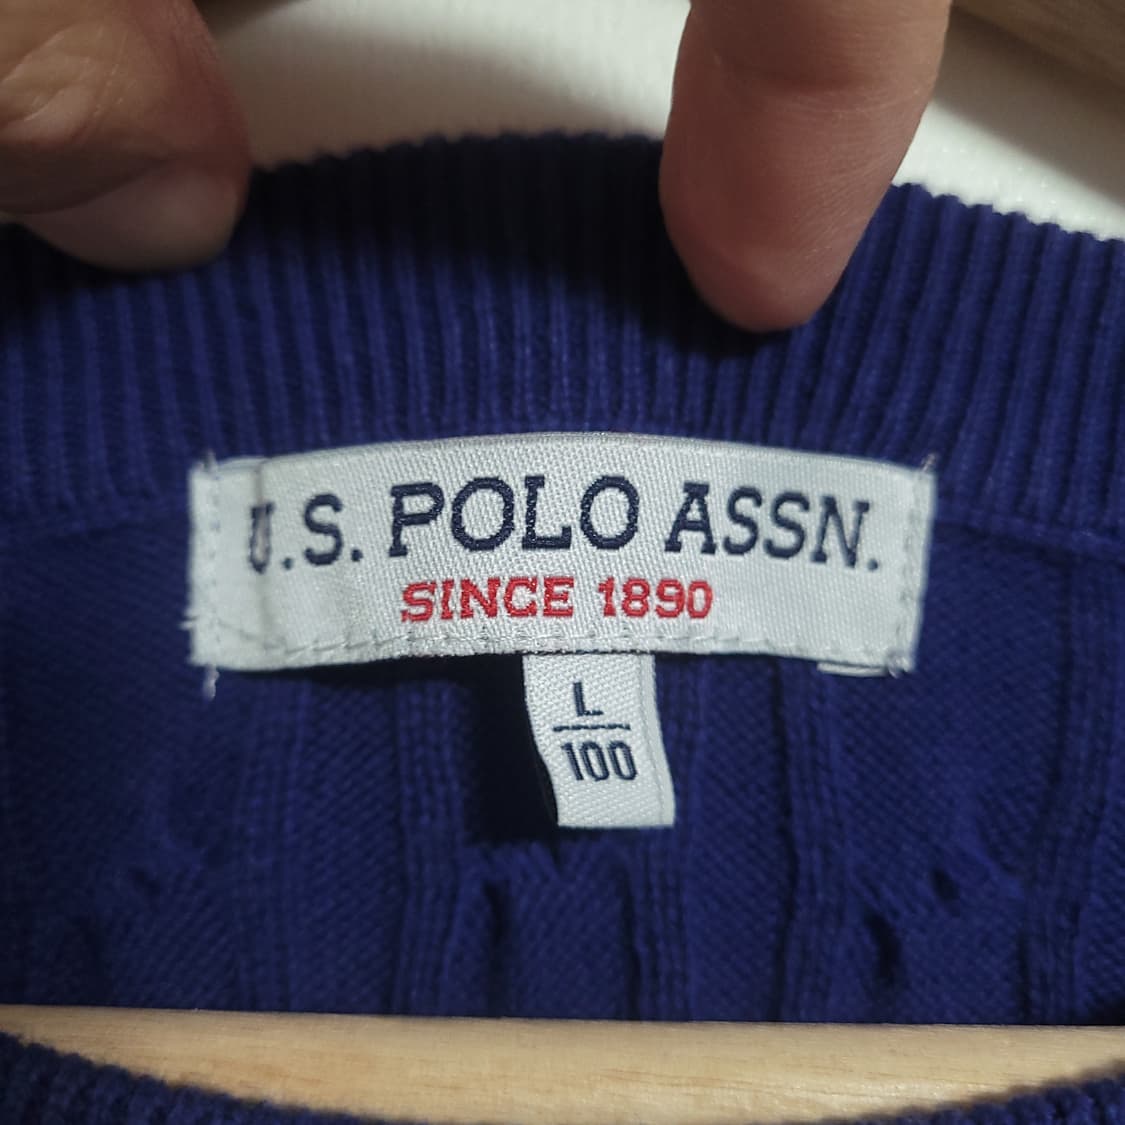 U.S. POLO ASSN.
SINCE 1890
L
100